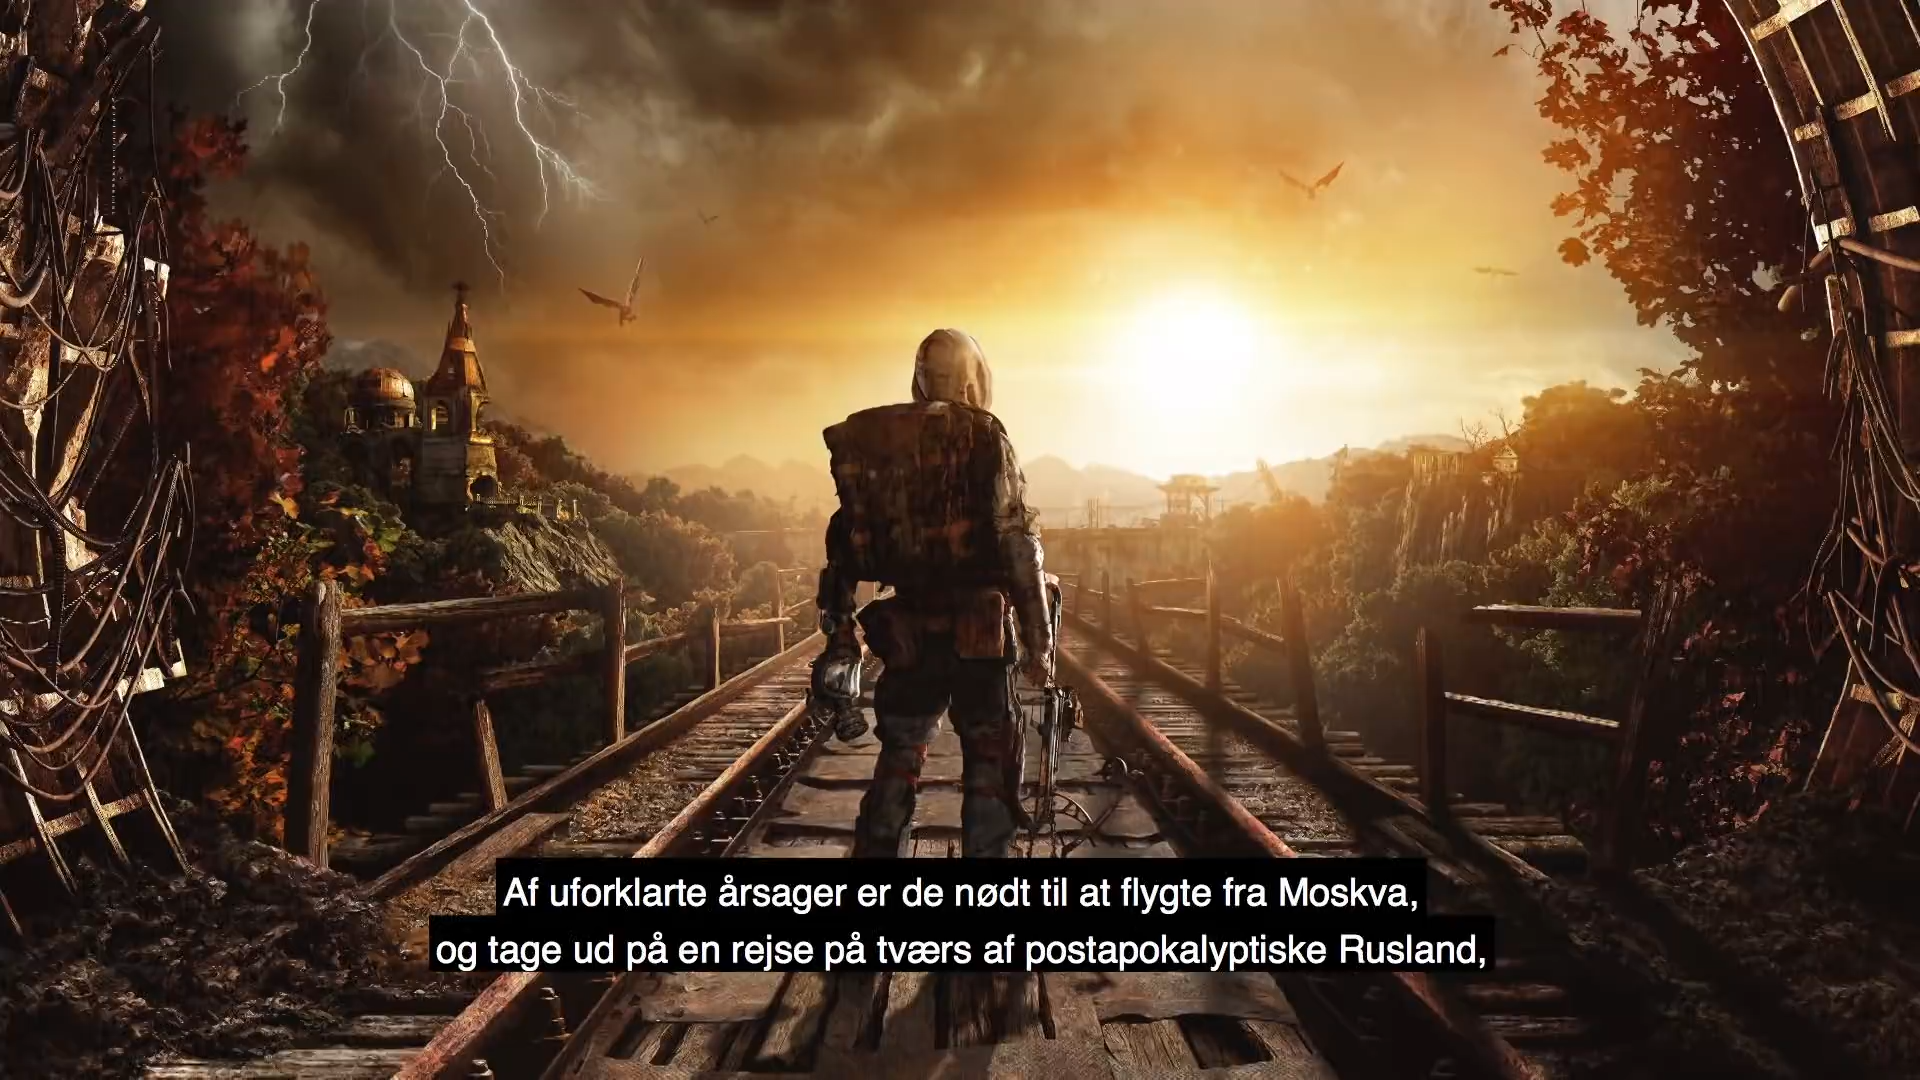 Af uforklarte årsager er de nødt til at flygte fra Moskva,
og tage ud på en rejse på tværs af postapokalyptiske Rusland,